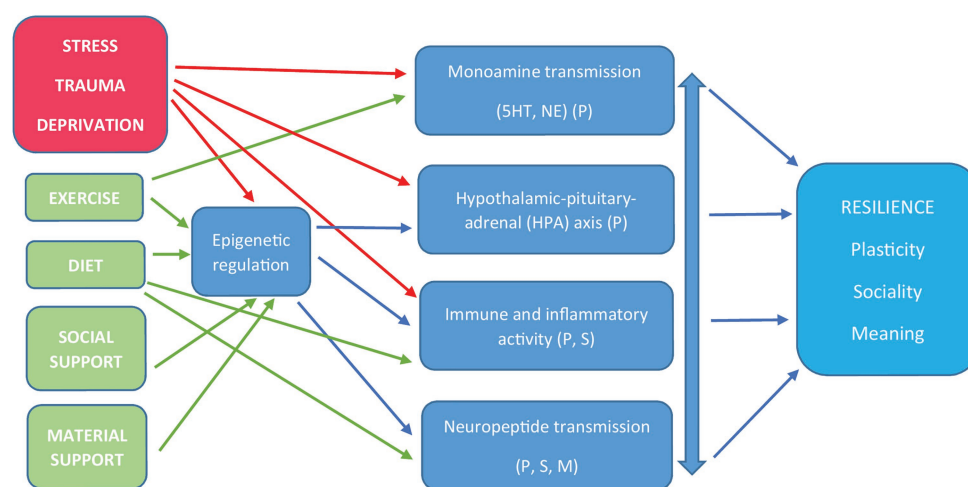 STRESS
TRAUMA
DEPRIVATION
EXERCISE
DIET
SOCIAL
SUPPORT
MATERIAL
SUPPORT
Epigenetic
regulation
Monoamine transmission
(5HT, NE) (P)
Hypothalamic-pituitary-
adrenal (HPA) axis (P)
Immune and inflammatory
activity (P, S)
Neuropeptide transmission
(P, S, M)
RESILIENCE
Plasticity
Sociality
Meaning